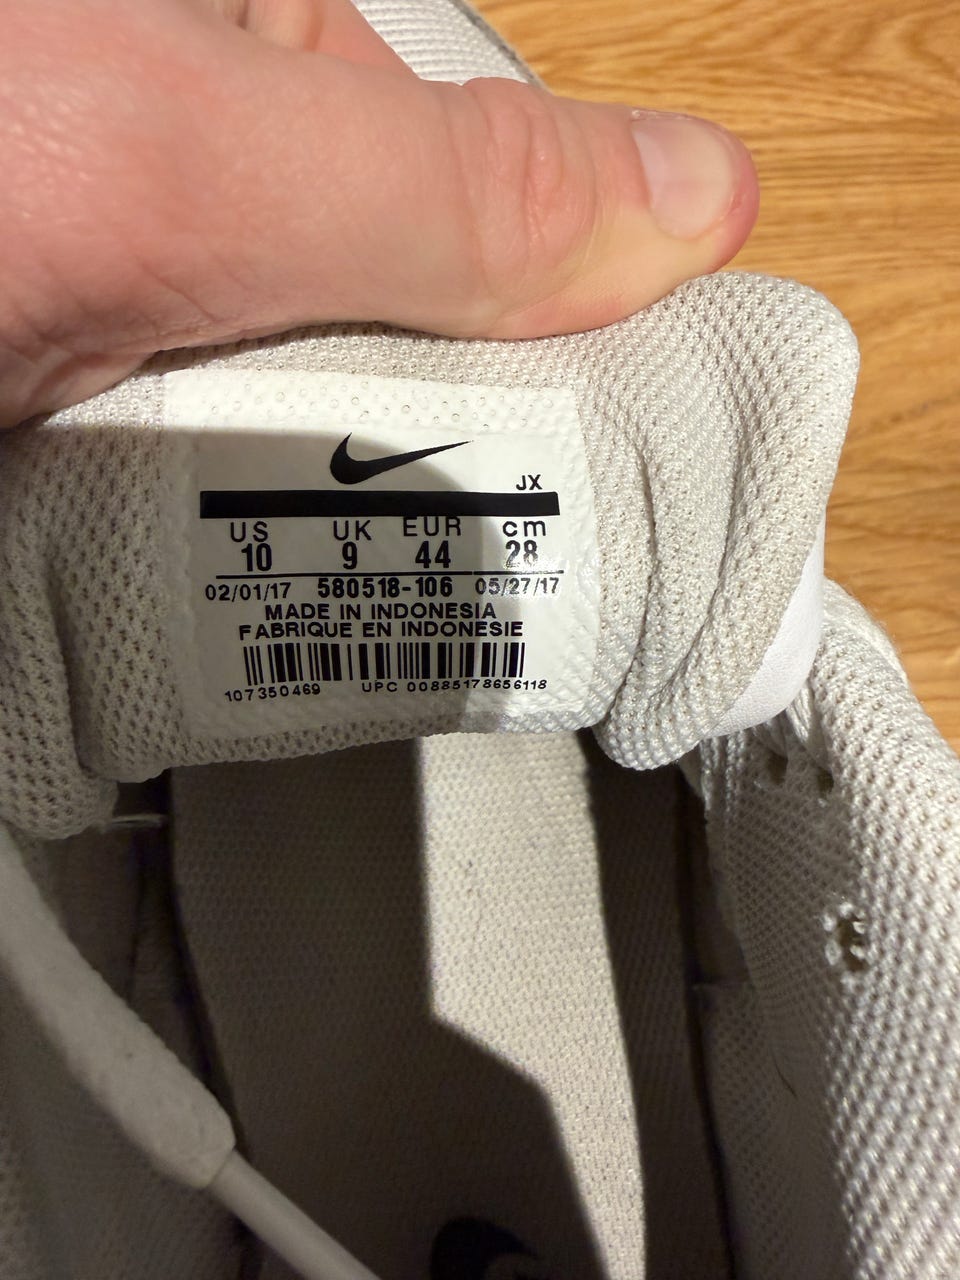 JX
US UK EUR cm
10 9 44 28
02/01/17 580518-106 05/27/17
MADE IN INDONESIA
FABRIQUE EN INDONESIE
107350469 UPC 00885178656118